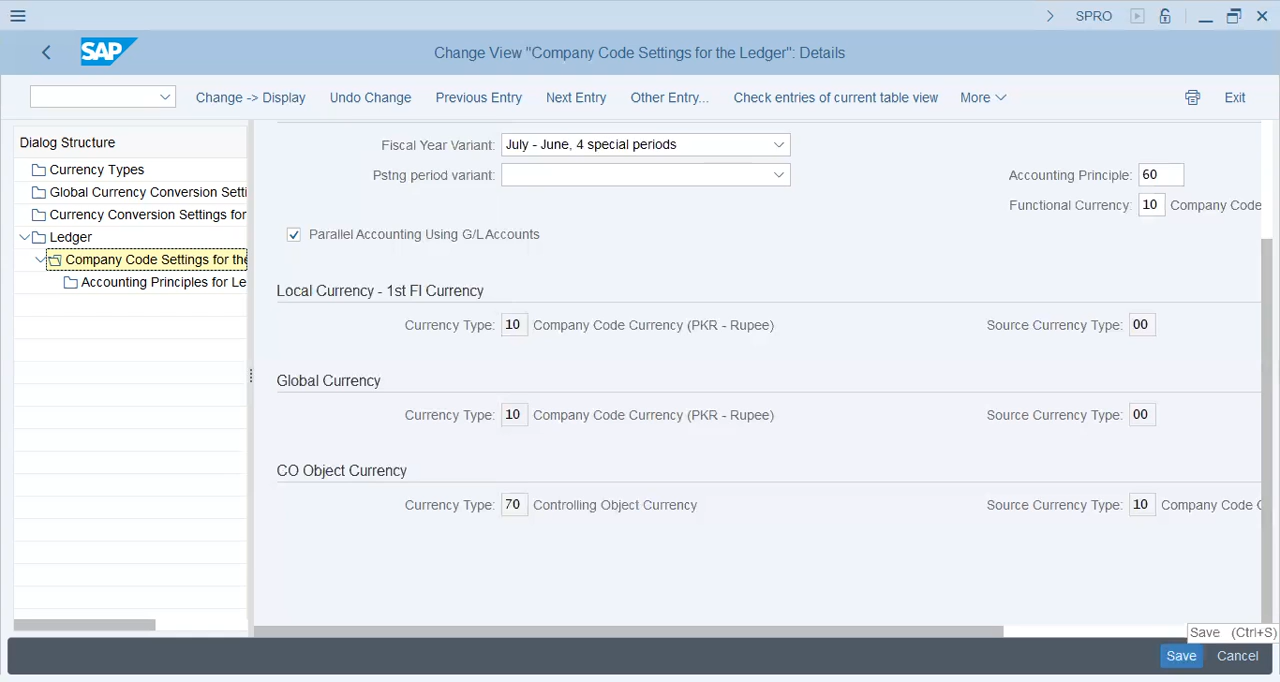 SPRO
SAP
Change View "Company Code Settings for the Ledger": Details
Change -> Display Undo Change Previous Entry Next Entry Other Entry... Check entries of current table view More Exit
Dialog Structure
Currency Types
Global Currency Conversion Setti
Currency Conversion Settings for
Ledger
Company Code Settings for the
Accounting Principles for Le
Fiscal Year Variant: July - June, 4 special periods
Pstng period variant: Accounting Principle: 60
Functional Currency: 10 Company Code
Parallel Accounting Using G/L Accounts
Local Currency - 1st FI Currency
Currency Type: 10 Company Code Currency (PKR - Rupee) Source Currency Type: 00
Global Currency
Currency Type: 10 Company Code Currency (PKR - Rupee) Source Currency Type: 00
CO Object Currency
Currency Type: 70 Controlling Object Currency Source Currency Type: 10 Company Code C
Save (Ctrl+S)
Save Cancel